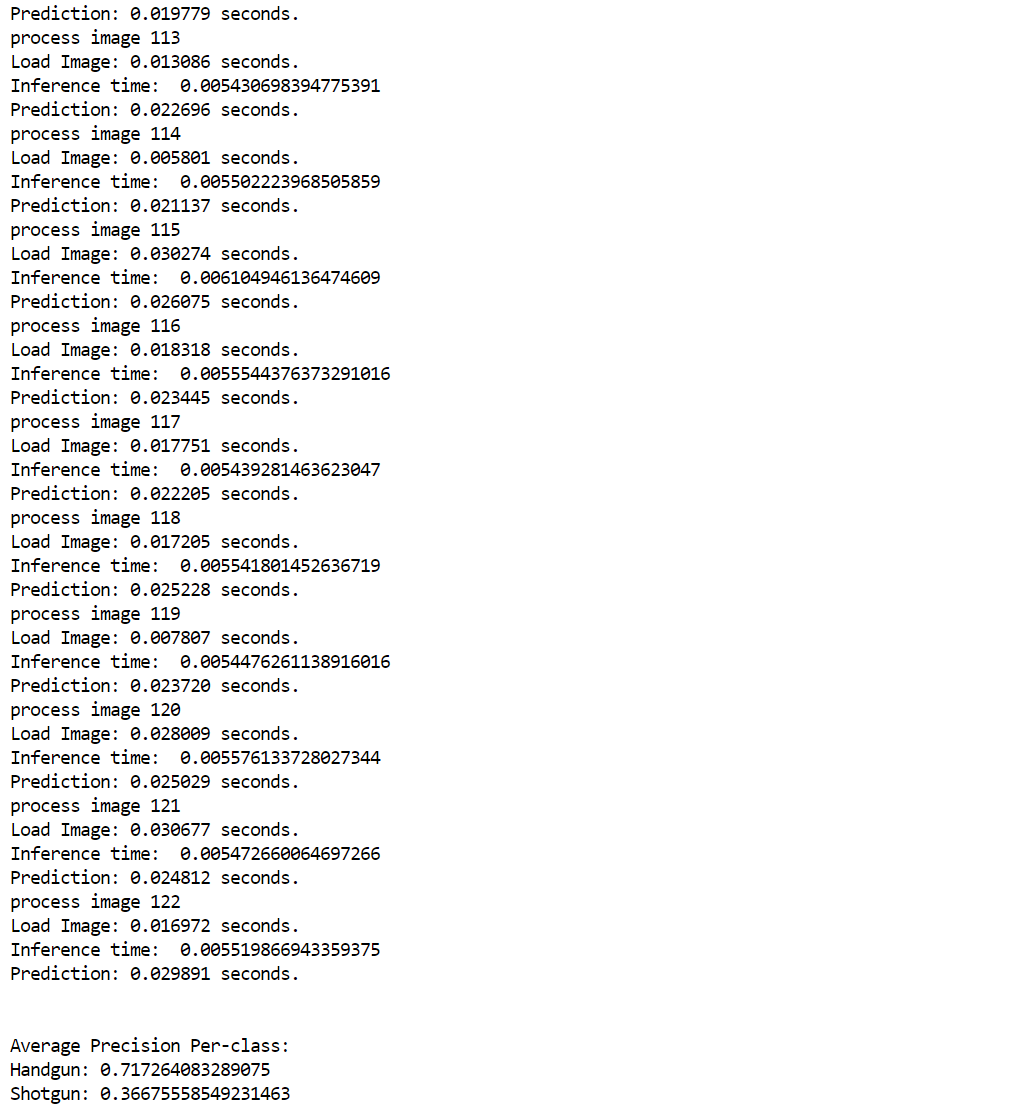 Prediction: 0.019779 seconds.
process image 113
Load Image: 0.013086 seconds.
Inference time:  0.005430698394775391
Prediction: 0.022696 seconds.
process image 114
Load Image: 0.005801 seconds.
Inference time:  0.005502223968505859
Prediction: 0.021137 seconds.
process image 115
Load Image: 0.030274 seconds.
Inference time:  0.006104946136474609
Prediction: 0.026075 seconds.
process image 116
Load Image: 0.018318 seconds.
Inference time:  0.0055544376373291016
Prediction: 0.023445 seconds.
process image 117
Load Image: 0.017751 seconds.
Inference time:  0.005439281463623047
Prediction: 0.022205 seconds.
process image 118
Load Image: 0.017205 seconds.
Inference time:  0.005541801452636719
Prediction: 0.025228 seconds.
process image 119
Load Image: 0.007807 seconds.
Inference time:  0.0054476261138916016
Prediction: 0.023720 seconds.
process image 120
Load Image: 0.028009 seconds.
Inference time:  0.005576133728027344
Prediction: 0.025029 seconds.
process image 121
Load Image: 0.030677 seconds.
Inference time:  0.005472660064697266
Prediction: 0.024812 seconds.
process image 122
Load Image: 0.016972 seconds.
Inference time:  0.005519866943359375
Prediction: 0.029891 seconds.
Average Precision Per-class:
Handgun: 0.717264083289075
Shotgun: 0.36675558549231463